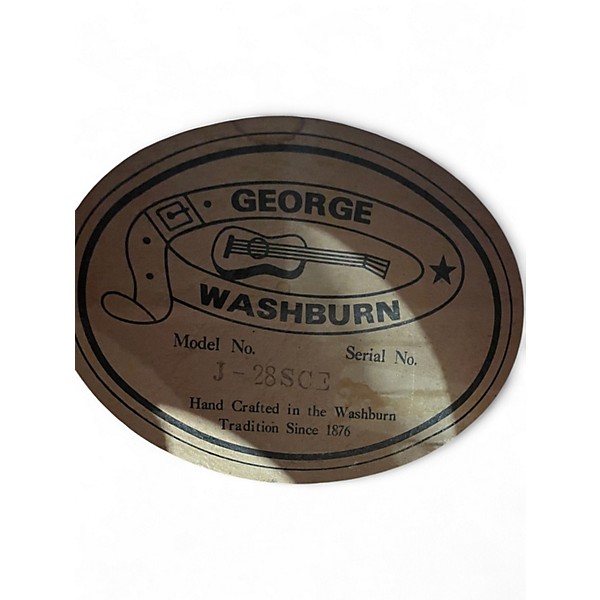 GEORGE
WASHBURN
Model No. Serial No.
J-28SCE
Hand Crafted in the Washburn
Tradition Since 1876